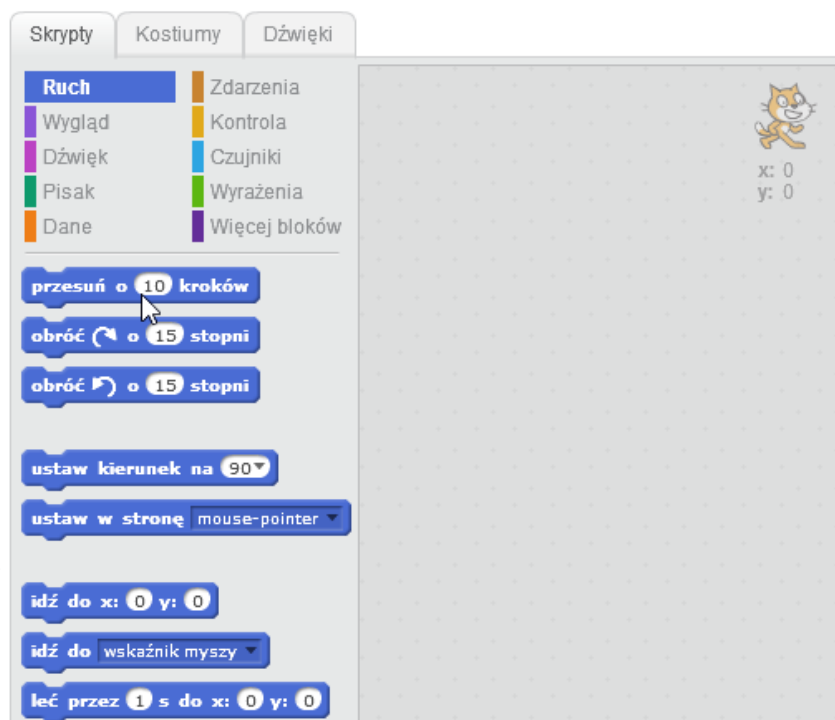 Skrypty Kostiumy Dźwięki
Ruch Zdarzenia
Wygląd Kontrola
Dźwięk Czujniki
Pisak Wyrażenia
Dane Więcej bloków
x: 0
y: 0
przesuń o 10 kroków
obróć o 15 stopni
obróć o 15 stopni
ustaw kierunek na 90
ustaw w stronę mouse-pointer
idź do x: 0 y: 0
idź do wskaźnik myszy
leć przez 1 s do x: 0 y: 0